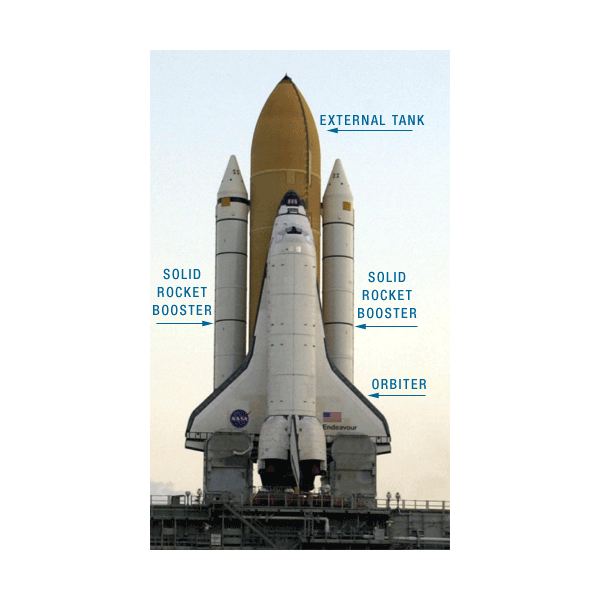 EXTERNAL TANK
SOLID
ROCKET
BOOSTER
SOLID
ROCKET
BOOSTER
ORBITER
NASA
Endeavour